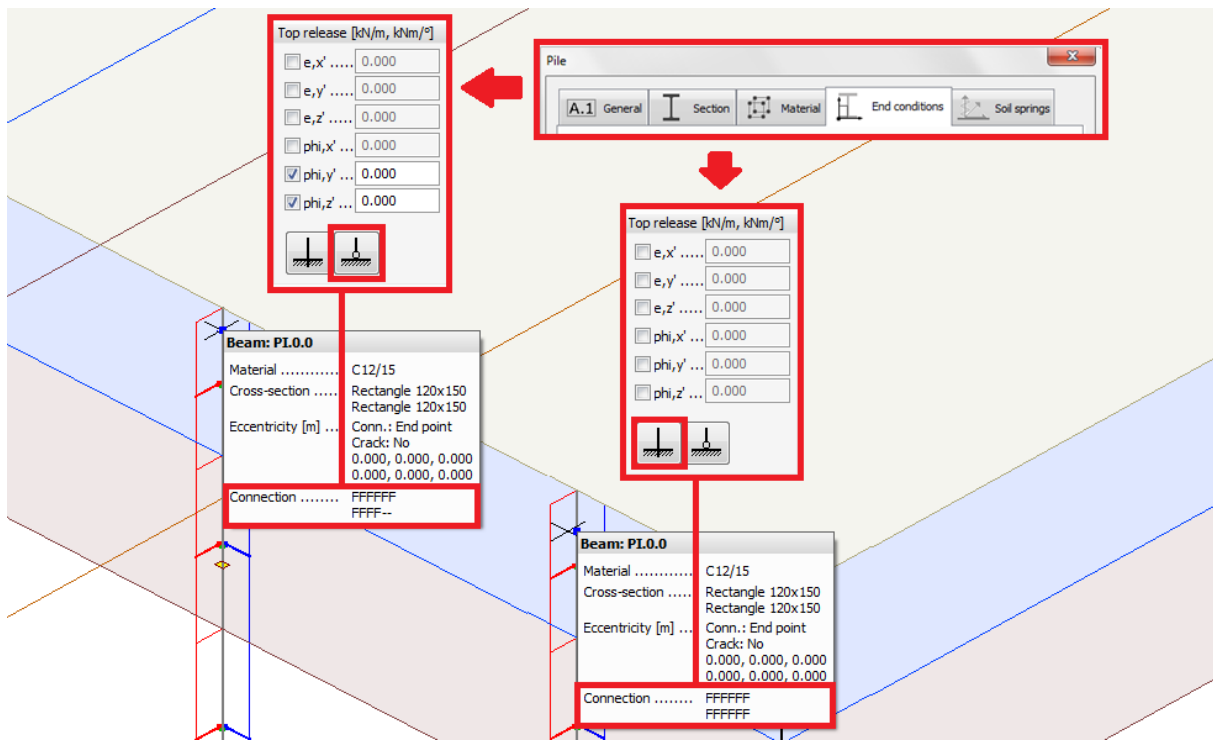 Top release [kN/m, kNm/°]
e,x' ..... 0.000
e,y' ..... 0.000
e,z' ..... 0.000
phi,x' ... 0.000
phi,y' ... 0.000
phi,z' ... 0.000
Pile
A.1 General Section Material End conditions Soil springs
Top release [kN/m, kNm/°]
e,x' ..... 0.000
e,y' ..... 0.000
e,z' ..... 0.000
phi,x' ... 0.000
phi,y' ... 0.000
phi,z' ... 0.000
Beam: PI.0.0
Material ............ C12/15
Cross-section ..... Rectangle 120x150
Rectangle 120x150
Eccentricity [m] ... Conn.: End point
Crack: No
0.000, 0.000, 0.000
0.000, 0.000, 0.000
Connection ........ FFFFFF
FFFF--
Beam: PI.0.0
Material ............ C12/15
Cross-section ..... Rectangle 120x150
Rectangle 120x150
Eccentricity [m] ... Conn.: End point
Crack: No
0.000, 0.000, 0.000
0.000, 0.000, 0.000
Connection ........ FFFFFF
FFFFFF